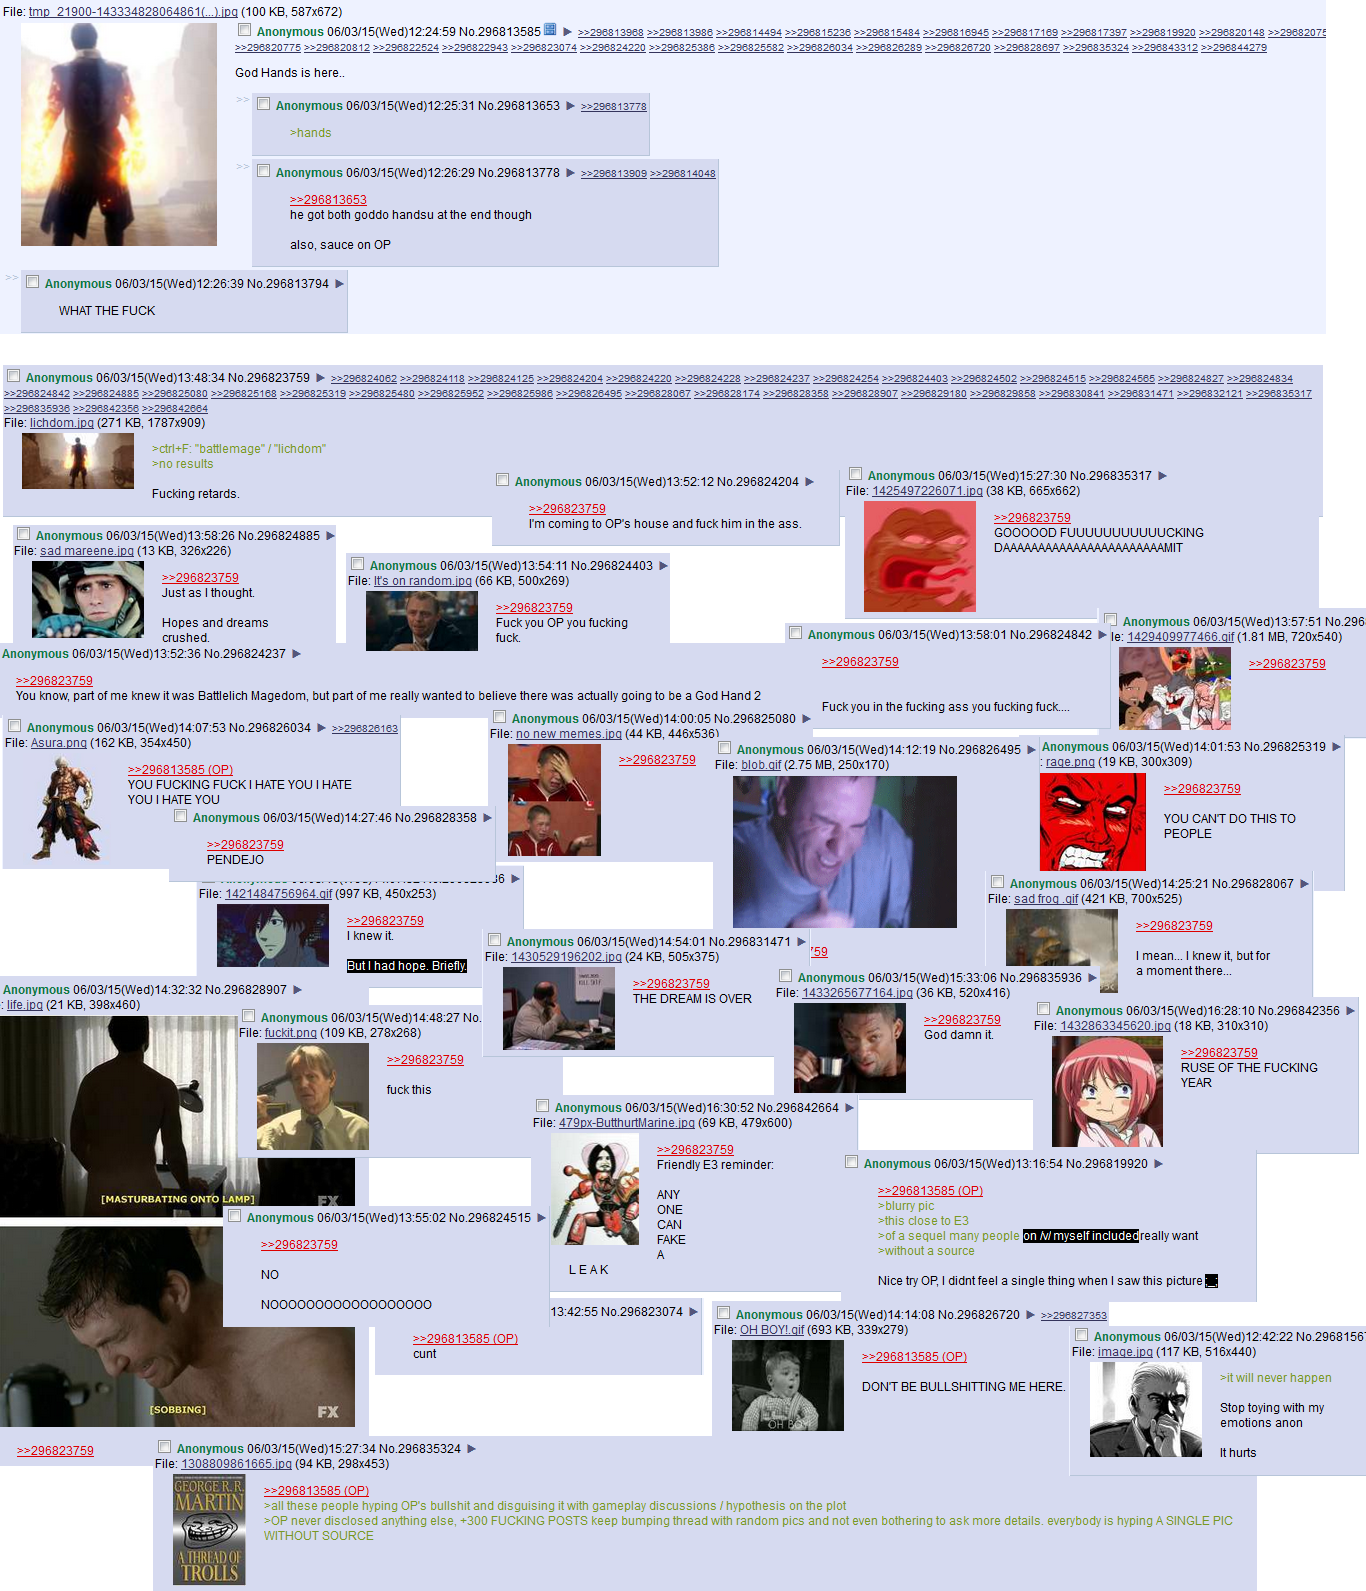 File: tmp_21900-143334828064861(...).jpg (100 KB, 587x672)
Anonymous 06/03/15(Wed)12:24:59 No.296813585 ▶ >>296813968 >>296813986 >>296814494 >>296815236 >>296815484 >>296816945 >>296817169 >>296817397 >>296819920 >>296820148 >>29682075
>>296820775 >>296820812 >>296822524 >>296822943 >>296823074 >>296824220 >>296825386 >>296825582 >>296826034 >>296826289 >>296826720 >>296828697 >>296835324 >>296843312 >>296844279
God Hands is here..
>> Anonymous 06/03/15(Wed)12:25:31 No.296813653 ▶ >>296813778
>hands
>> Anonymous 06/03/15(Wed)12:26:29 No.296813778 ▶ >>296813909 >>296814048
>>296813653
he got both goddo handsu at the end though
also, sauce on OP
>> Anonymous 06/03/15(Wed)12:26:39 No.296813794 ▶
WHAT THE FUCK
Anonymous 06/03/15(Wed)13:48:34 No.296823759 ▶ >>296824062 >>296824118 >>296824125 >>296824204 >>296824220 >>296824228 >>296824237 >>296824254 >>296824403 >>296824502 >>296824515 >>296824565 >>296824827 >>296824834
>>296824842 >>296824885 >>296825080 >>296825168 >>296825319 >>296825480 >>296825952 >>296825986 >>296826495 >>296828067 >>296828174 >>296828358 >>296828907 >>296829180 >>296829858 >>296830841 >>296831471 >>296832121 >>296835317
>>296835936 >>296842356 >>296842664
File: lichdom.jpg (271 KB, 1787x909)
>ctrl+F: "battlemage" / "lichdom"
>no results
Fucking retards.
Anonymous 06/03/15(Wed)13:52:12 No.296824204 ▶
>>296823759
I'm coming to OP's house and fuck him in the ass.
Anonymous 06/03/15(Wed)15:27:30 No.296835317 ▶
File: 1425497226071.jpg (38 KB, 665x662)
>>296823759
GOOOOOD FUUUUUUUUUUUCKING
DAAAAAAAAAAAAAAAAAAAAAAMIT
Anonymous 06/03/15(Wed)13:58:26 No.296824885 ▶
File: sad mareene.jpg (13 KB, 326x226)
>>296823759
Just as I thought.
Hopes and dreams
crushed.
Anonymous 06/03/15(Wed)13:54:11 No.296824403 ▶
File: It's on random.jpg (66 KB, 500x269)
>>296823759
Fuck you OP you fucking
fuck.
Anonymous 06/03/15(Wed)13:57:51 No.296
le: 1429409977466.gif (1.81 MB, 720x540)
>>296823759
Anonymous 06/03/15(Wed)13:58:01 No.296824842 ▶
>>296823759
Fuck you in the fucking ass you fucking fuck....
Anonymous 06/03/15(Wed)13:52:36 No.296824237 ▶
>>296823759
You know, part of me knew it was Battlelich Magedom, but part of me really wanted to believe there was actually going to be a God Hand 2
Anonymous 06/03/15(Wed)14:07:53 No.296826034 ▶ >>296826163
File: Asura.png (162 KB, 354x450)
>>296813585 (OP)
YOU FUCKING FUCK I HATE YOU I HATE
YOU I HATE YOU
Anonymous 06/03/15(Wed)14:00:05 No.296825080 ▶
File: no new memes.jpg (44 KB, 446x536)
>>296823759
Anonymous 06/03/15(Wed)14:12:19 No.296826495 ▶
File: blob.gif (2.75 MB, 250x170)
Anonymous 06/03/15(Wed)14:01:53 No.296825319 ▶
: rage.png (19 KB, 300x309)
>>296823759
YOU CAN'T DO THIS TO
PEOPLE
Anonymous 06/03/15(Wed)14:27:46 No.296828358 ▶
>>296823759
PENDEJO
File: 1421484756964.gif (997 KB, 450x253)
>>296823759
I knew it.
But I had hope. Briefly.
Anonymous 06/03/15(Wed)14:25:21 No.296828067 ▶
File: sad frog .gif (421 KB, 700x525)
>>296823759
I mean... I knew it, but for
a moment there...
759
Anonymous 06/03/15(Wed)14:54:01 No.296831471 ▶
File: 1430529196202.jpg (24 KB, 505x375)
>>296823759
THE DREAM IS OVER
Anonymous 06/03/15(Wed)15:33:06 No.296835936 ▶
File: 1433265677164.jpg (36 KB, 520x416)
>>296823759
God damn it.
Anonymous 06/03/15(Wed)14:32:32 No.296828907 ▶
: life.jpg (21 KB, 398x460)
[MASTURBATING ONTO LAMP]
FX
[SOBBING]
FX
>>296823759
Anonymous 06/03/15(Wed)14:48:27 No.
File: fuckit.png (109 KB, 278x268)
>>296823759
fuck this
Anonymous 06/03/15(Wed)16:28:10 No.296842356 ▶
File: 1432863345620.jpg (18 KB, 310x310)
>>296823759
RUSE OF THE FUCKING
YEAR
Anonymous 06/03/15(Wed)16:30:52 No.296842664 ▶
File: 479px-ButthurtMarine.jpg (69 KB, 479x600)
>>296823759
Friendly E3 reminder:
ANY
ONE
CAN
FAKE
A
L E A K
Anonymous 06/03/15(Wed)13:16:54 No.296819920 ▶
>>296813585 (OP)
>blurry pic
>this close to E3
>of a sequel many people on /v/ myself included really want
>without a source
Nice try OP, I didnt feel a single thing when I saw this picture
Anonymous 06/03/15(Wed)13:55:02 No.296824515 ▶
>>296823759
NO
NOOOOOOOOOOOOOOOOOO
13:42:55 No.296823074 ▶
>>296813585 (OP)
cunt
Anonymous 06/03/15(Wed)14:14:08 No.296826720 ▶ >>296827353
File: OH BOY!.gif (693 KB, 339x279)
OH BOY
>>296813585 (OP)
DON'T BE BULLSHITTING ME HERE.
Anonymous 06/03/15(Wed)12:42:22 No.2968156
File: image.jpg (117 KB, 516x440)
>it will never happen
Stop toying with my
emotions anon
It hurts
Anonymous 06/03/15(Wed)15:27:34 No.296835324 ▶
File: 1308809861665.jpg (94 KB, 298x453)
GEORGE R. R.
MARTIN
A THREAD OF
TROLLS
>>296813585 (OP)
>all these people hyping OP's bullshit and disguising it with gameplay discussions / hypothesis on the plot
>OP never disclosed anything else, +300 FUCKING POSTS keep bumping thread with random pics and not even bothering to ask more details. everybody is hyping A SINGLE PIC
WITHOUT SOURCE